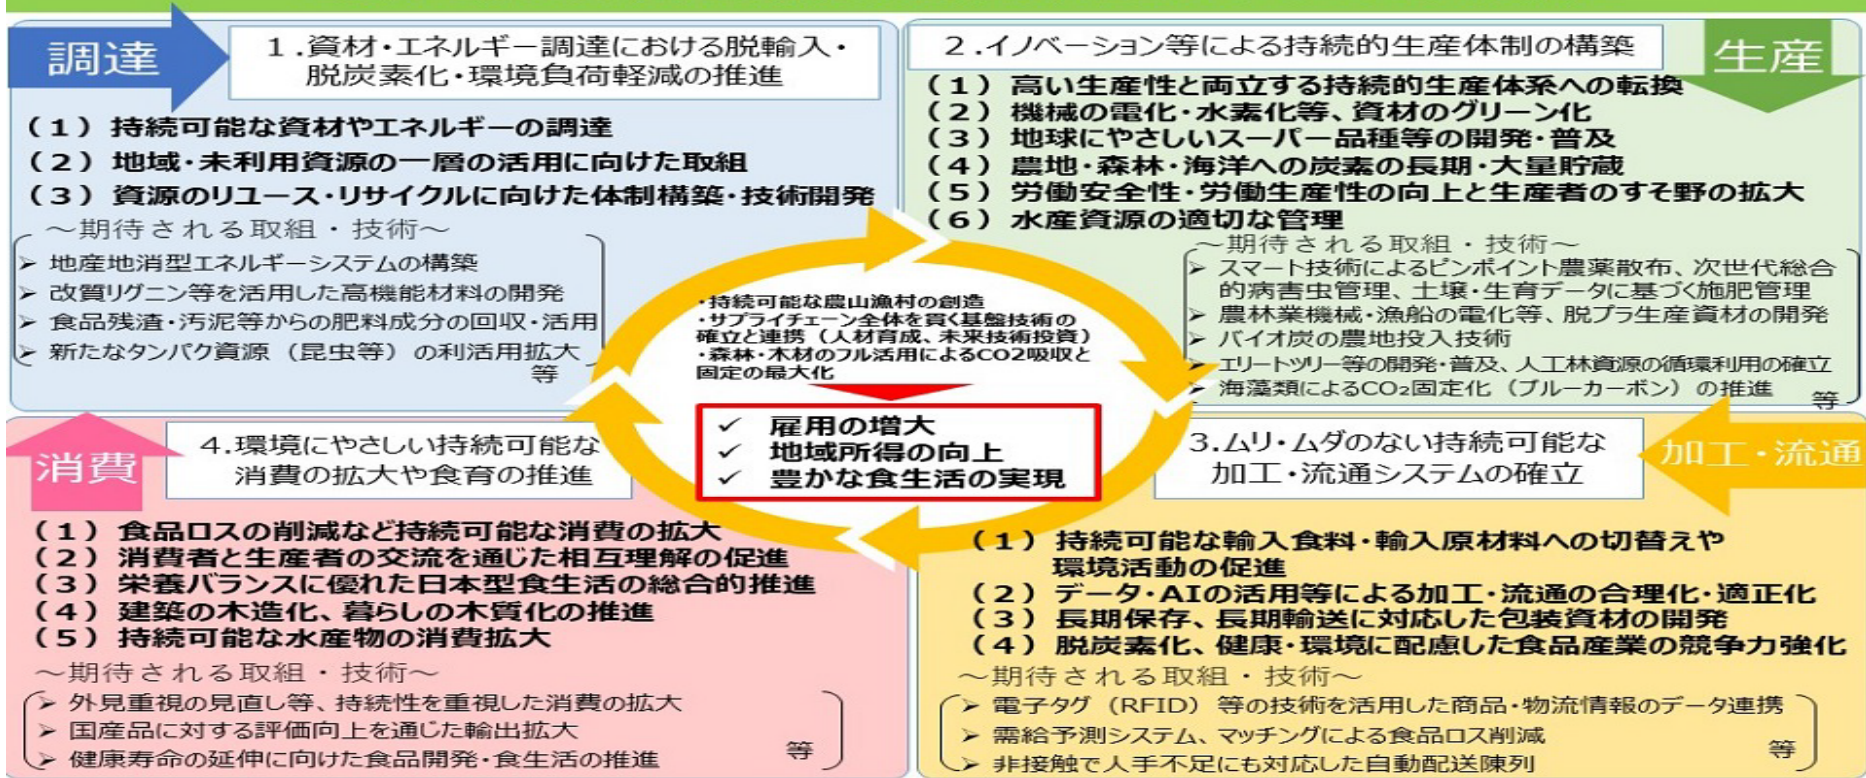 調達
1.資材・エネルギー調達における脱輸入・
脱炭素化・環境負荷軽減の推進
(1)持続可能な資材やエネルギーの調達
(2)地域・未利用資源の一層の活用に向けた取組
(3)資源のリユース・リサイクルに向けた体制構築・技術開発
～期待される取組・技術～
➢ 地産地消型エネルギーシステムの構築
➢ 改質リグニン等を活用した高機能材料の開発
➢ 食品残渣・汚泥等からの肥料成分の回収・活用
➢ 新たなタンパク資源(昆虫等)の利活用拡大
等
生産
2.イノベーション等による持続的生産体制の構築
(1)高い生産性と両立する持続的生産体系への転換
(2)機械の電化・水素化等、資材のグリーン化
(3)地球にやさしいスーパー品種等の開発・普及
(4)農地・森林・海洋への炭素の長期・大量貯蔵
(5)労働安全性・労働生産性の向上と生産者のすそ野の拡大
(6)水産資源の適切な管理
～期待される取組・技術～
➢ スマート技術によるピンポイント農薬散布、次世代総合
的病害虫管理、土壌・生育データに基づく施肥管理
➢ 農林業機械・漁船の電化等、脱プラ生産資材の開発
➢ バイオ炭の農地投入技術
➢ エリートツリー等の開発・普及、人工林資源の循環利用の確立
➢ 海藻類によるCO₂固定化(ブルーカーボン)の推進
等
・持続可能な農山漁村の創造
・サプライチェーン全体を貫く基盤技術の
確立と連携(人材育成、未来技術投資)
・森林・木材のフル活用によるCO2吸収と
固定の最大化
✓ 雇用の増大
✓ 地域所得の向上
✓ 豊かな食生活の実現
加工・流通
3.ムリ・ムダのない持続可能な
加工・流通システムの確立
(1)持続可能な輸入食料・輸入原材料への切替えや
環境活動の促進
(2)データ・AIの活用等による加工・流通の合理化・適正化
(3)長期保存、長期輸送に対応した包装資材の開発
(4)脱炭素化、健康・環境に配慮した食品産業の競争力強化
～期待される取組・技術～
➢ 電子タグ(RFID)等の技術を活用した商品・物流情報のデータ連携
➢ 需給予測システム、マッチングによる食品ロス削減
➢ 非接触で人手不足にも対応した自動配送陳列
等
消費
4.環境にやさしい持続可能な
消費の拡大や食育の推進
(1)食品ロスの削減など持続可能な消費の拡大
(2)消費者と生産者の交流を通じた相互理解の促進
(3)栄養バランスに優れた日本型食生活の総合的推進
(4)建築の木造化、暮らしの木質化の推進
(5)持続可能な水産物の消費拡大
～期待される取組・技術～
➢ 外見重視の見直し等、持続性を重視した消費の拡大
➢ 国産品に対する評価向上を通じた輸出拡大
➢ 健康寿命の延伸に向けた食品開発・食生活の推進
等